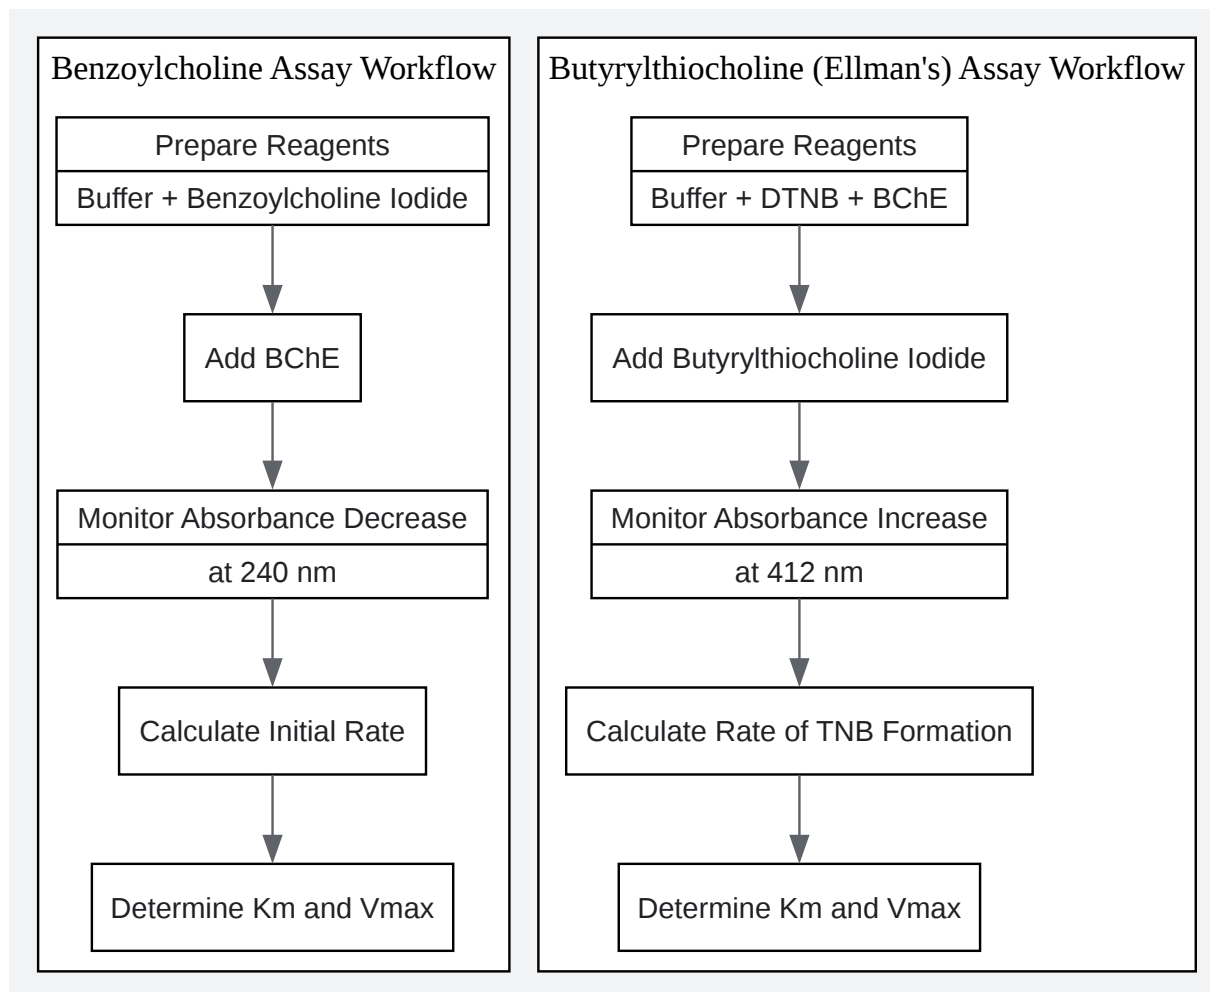 Benzoylcholine Assay Workflow
Prepare Reagents
Buffer + Benzoylcholine Iodide
Add BChE
Monitor Absorbance Decrease
at 240 nm
Calculate Initial Rate
Determine Km and Vmax
Butyrylthiocholine (Ellman's) Assay Workflow
Prepare Reagents
Buffer + DTNB + BChE
Add Butyrylthiocholine Iodide
Monitor Absorbance Increase
at 412 nm
Calculate Rate of TNB Formation
Determine Km and Vmax